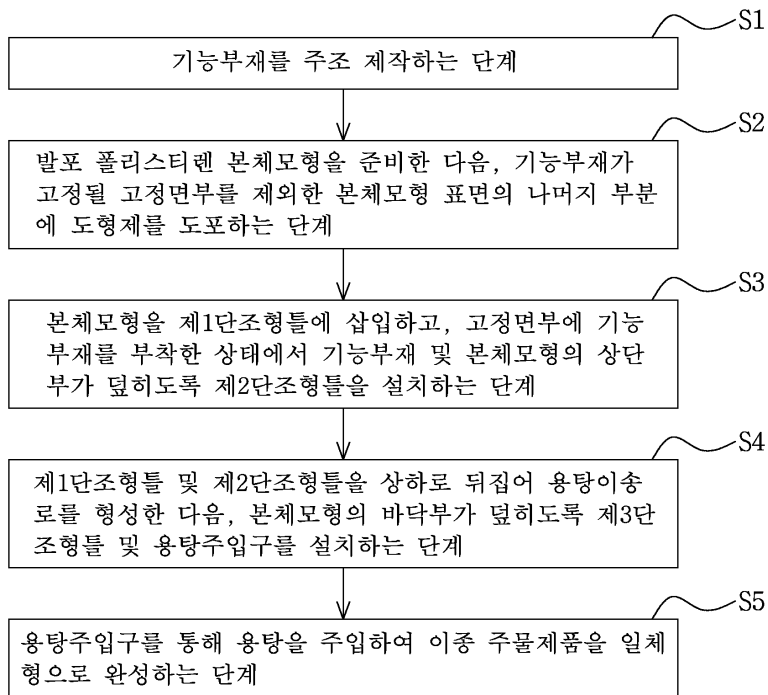 S1
기능부재를 주조 제작하는 단계
S2
발포 폴리스티렌 본체모형을 준비한 다음, 기능부재가
고정될 고정면부를 제외한 본체모형 표면의 나머지 부분
에 도형제를 도포하는 단계
S3
본체모형을 제1단조형틀에 삽입하고, 고정면부에 기능
부재를 부착한 상태에서 기능부재 및 본체모형의 상단
부가 덮히도록 제2단조형틀을 설치하는 단계
S4
제1단조형틀 및 제2단조형틀을 상하로 뒤집어 용탕이송
로를 형성한 다음, 본체모형의 바닥부가 덮히도록 제3단
조형틀 및 용탕주입구를 설치하는 단계
S5
용탕주입구를 통해 용탕을 주입하여 이종 주물제품을 일체
형으로 완성하는 단계